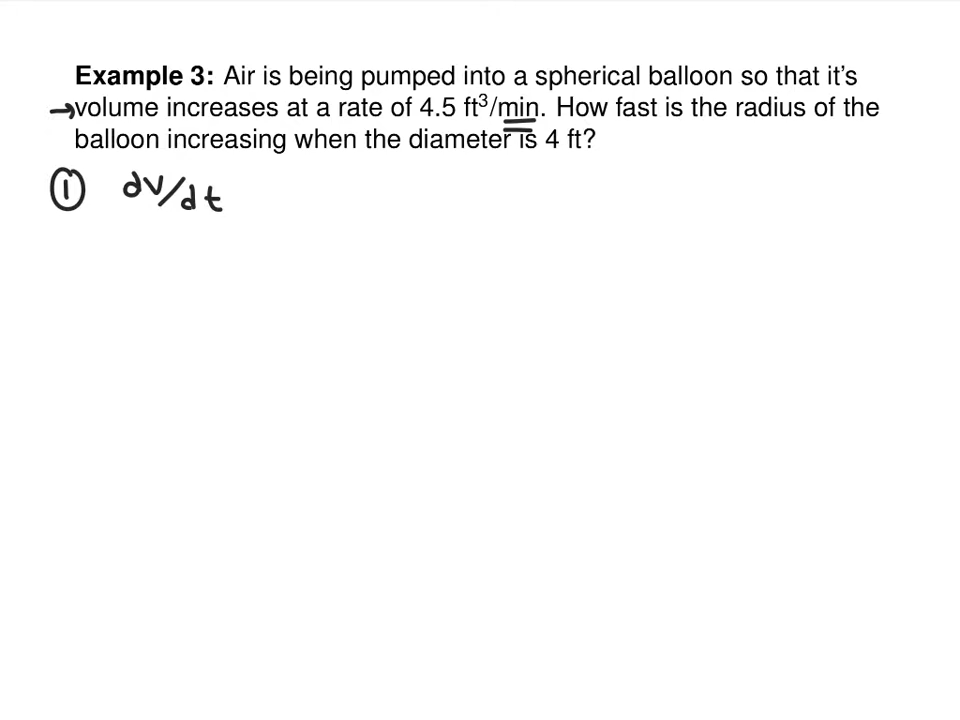 Example 3: Air is being pumped into a spherical balloon so that it’s
→volume increases at a rate of 4.5 ft³/min. How fast is the radius of the
balloon increasing when the diameter is 4 ft?
① dv/dt